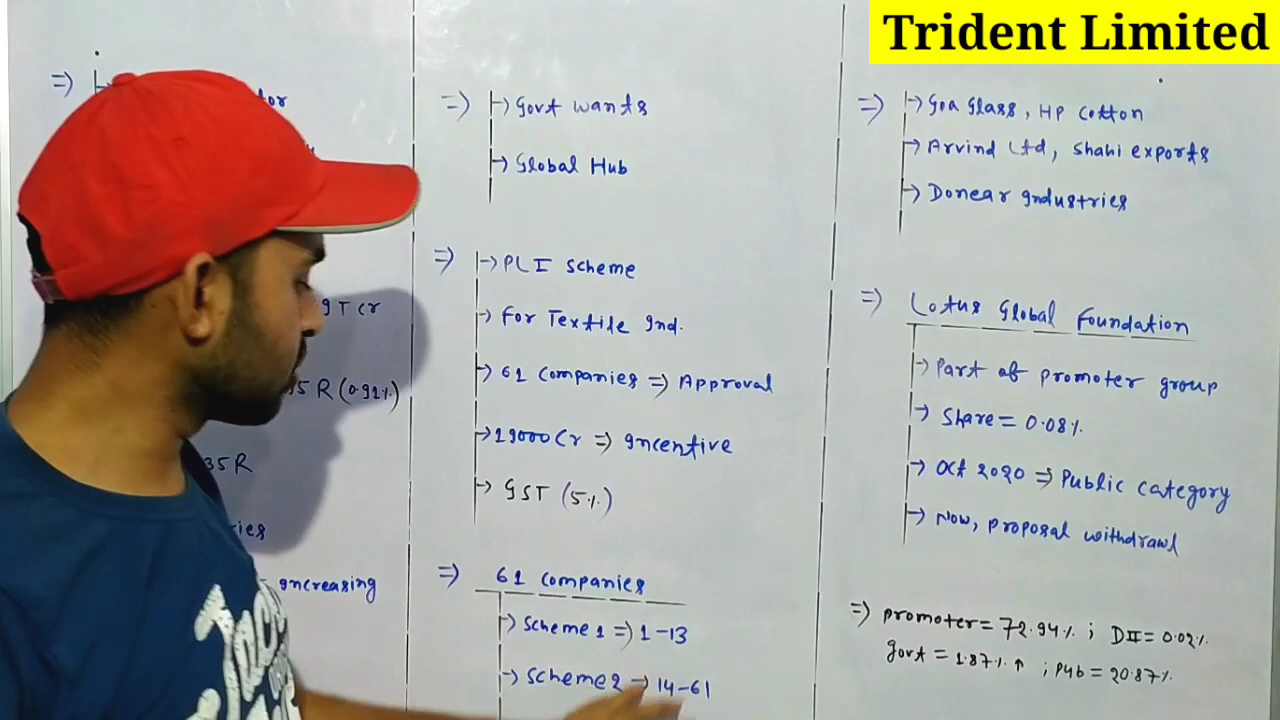 Trident Limited
9T Cr
95 R (0.92%)
35R
ries
increasing
=> Govt wants
-> Global Hub
=> -> PLI scheme
-> For Textile Ind.
-> 61 Companies => Approval
-> 19000 Cr => Incentive
-> GST (5%)
=> 61 companies
-> Scheme 1 => 1-13
-> Scheme 2 -> 14-61
=> -> Goa Glass, HP Cotton
-> Arvind Ltd, Shahi exports
-> Donear Industries
=> Lotus Global Foundation
-> Part of promoter group
-> Share = 0.08%
-> Oct 2020 => Public category
-> Now, proposal withdrawl
=> promoter = 72.94% ; DII = 0.02%
govt = 1.87% ↑ ; Pub = 20.87%